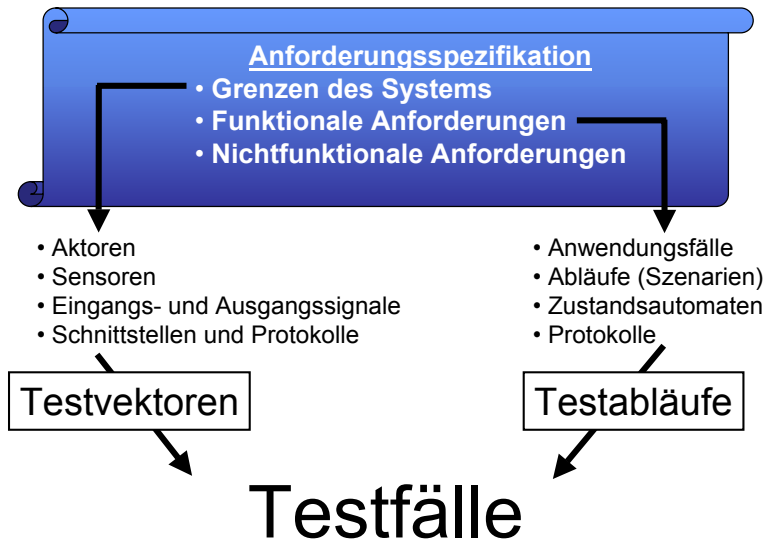 Anforderungsspezifikation
• Grenzen des Systems
• Funktionale Anforderungen
• Nichtfunktionale Anforderungen
• Aktoren
• Sensoren
• Eingangs- und Ausgangssignale
• Schnittstellen und Protokolle
• Anwendungsfälle
• Abläufe (Szenarien)
• Zustandsautomaten
• Protokolle
Testvektoren
Testabläufe
Testfälle